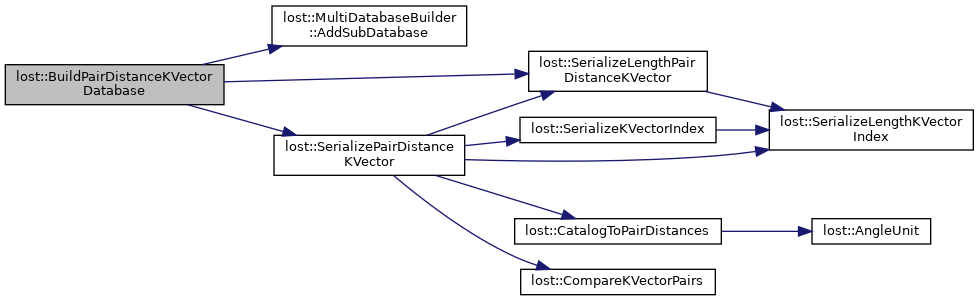 lost::MultiDatabaseBuilder
::AddSubDatabase
lost::BuildPairDistanceKVector
Database
lost::SerializeLengthPair
DistanceKVector
lost::SerializePairDistance
KVector
lost::SerializeKVectorIndex
lost::SerializeLengthKVector
Index
lost::CatalogToPairDistances
lost::AngleUnit
lost::CompareKVectorPairs